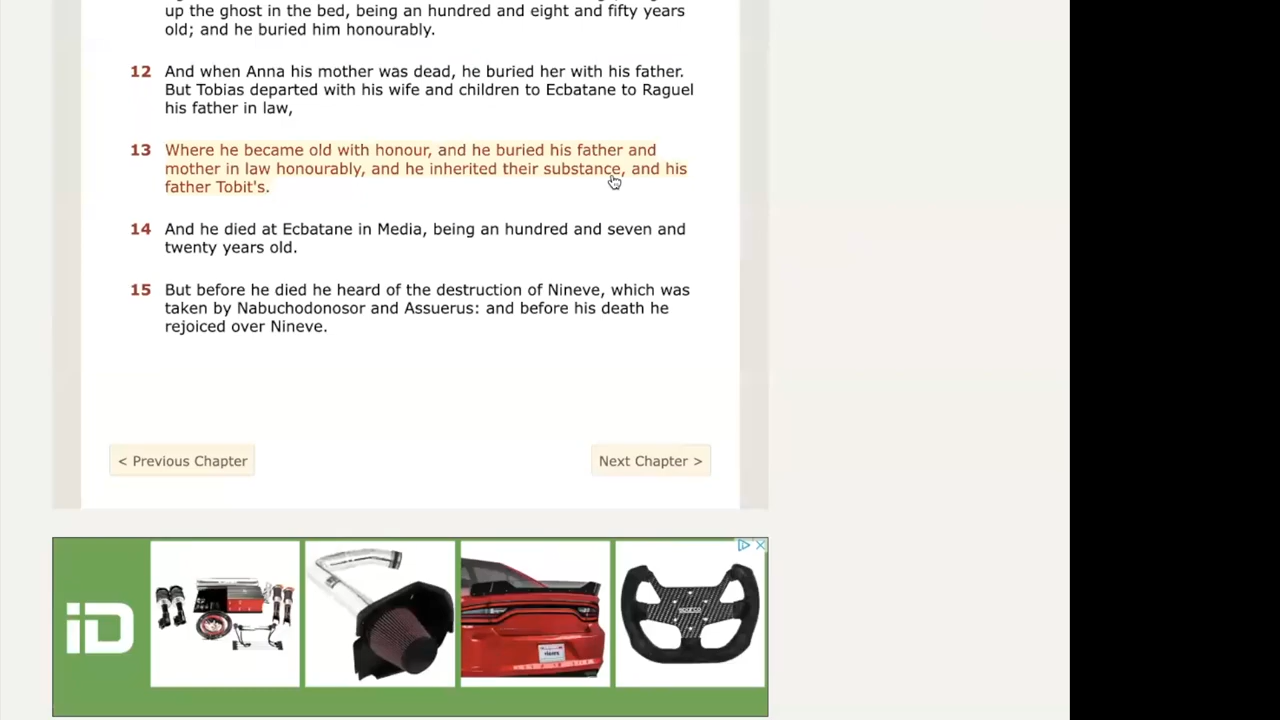 up the ghost in the bed, being an hundred and eight and fifty years
old; and he buried him honourably.
12 And when Anna his mother was dead, he buried her with his father.
But Tobias departed with his wife and children to Ecbatane to Raguel
his father in law,
13 Where he became old with honour, and he buried his father and
mother in law honourably, and he inherited their substance, and his
father Tobit's.
14 And he died at Ecbatane in Media, being an hundred and seven and
twenty years old.
15 But before he died he heard of the destruction of Nineve, which was
taken by Nabuchodonosor and Assuerus: and before his death he
rejoiced over Nineve.
< Previous Chapter
Next Chapter >
iD